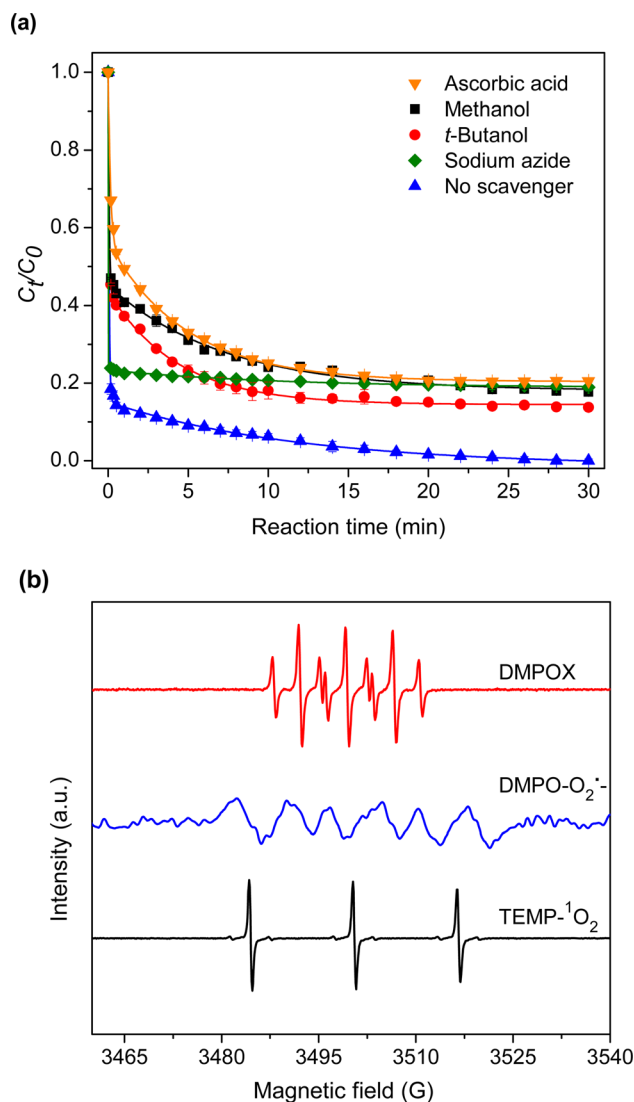 (a)
Ascorbic acid
Methanol
t-Butanol
Sodium azide
No scavenger
1.0
0.8
0.6
0.4
0.2
0.0
Cₜ/C₀
0 5 10 15 20 25 30
Reaction time (min)
(b)
DMPOX
DMPO-O₂˙-
TEMP-¹O₂
Intensity (a.u.)
3465 3480 3495 3510 3525 3540
Magnetic field (G)